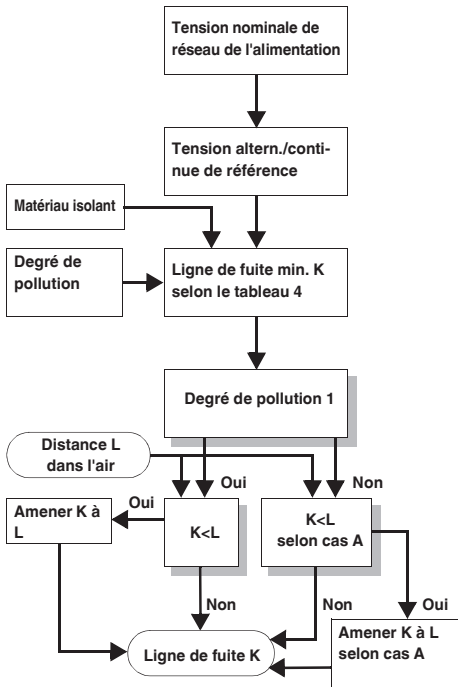 Tension nominale de
réseau de l'alimentation
Tension altern./conti-
nue de référence
Matériau isolant
Degré de
pollution
Ligne de fuite min. K
selon le tableau 4
Degré de pollution 1
Distance L
dans l'air
Oui
Non
Amener K à
L
Oui
K<L
K<L
selon cas A
Non
Non
Oui
Ligne de fuite K
Amener K à L
selon cas A